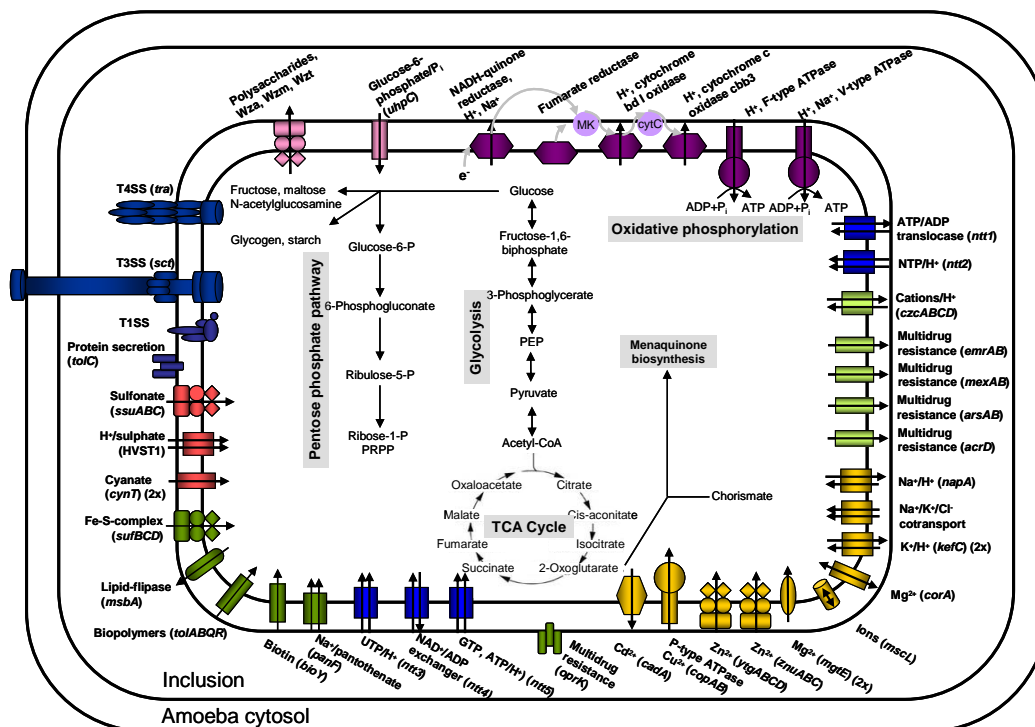 Polysaccharides,
Wza, Wzm, Wzt
Glucose-6-
phosphate/Pi
(uhpC)
NADH-quinone
reductase,
H+, Na+
Fumarate reductase
H+, cytochrome
bd I oxidase
H+, cytochrome c
oxidase cbb3
H+, F-type ATPase
H+, Na+, V-type ATPase
MK
cytC
e-
ADP+Pi
ATP
ADP+Pi
ATP
Oxidative phosphorylation
T4SS (tra)
T3SS (sct)
T1SS
Protein secretion
(tolC)
Sulfonate
(ssuABC)
H+/sulphate
(HVST1)
Cyanate
(cynT) (2x)
Fe-S-complex
(sufBCD)
Lipid-flipase
(msbA)
Biopolymers (tolABQR)
Fructose, maltose
N-acetylglucosamine
Glycogen, starch
Pentose phosphate pathway
Glucose-6-P
6-Phosphogluconate
Ribulose-5-P
Ribose-1-P
PRPP
Glycolysis
Glucose
Fructose-1,6-
biphosphate
3-Phosphoglycerate
PEP
Pyruvate
Acetyl-CoA
TCA Cycle
Oxaloacetate
Citrate
Malate
Cis-aconitate
Fumarate
Isocitrate
Succinate
2-Oxoglutarate
Menaquinone
biosynthesis
Chorismate
ATP/ADP
translocase (ntt1)
NTP/H+ (ntt2)
Cations/H+
(czcABCD)
Multidrug
resistance (emrAB)
Multidrug
resistance (mexAB)
Multidrug
resistance (arsAB)
Multidrug
resistance (acrD)
Na+/H+ (napA)
Na+/K+/Cl-
cotransport
K+/H+ (kefC) (2x)
Mg2+ (corA)
Ions (mscL)
Biotin (bioY)
Na+/pantothenate
(panF)
UTP/H+ (ntt3)
NAD+/ADP
exchanger (ntt4)
GTP, ATP/H+) (ntt5)
Multidrug
resistance
(oprK)
Cd2+ (cadA)
P-type ATPase
Cu2+ (copAB)
Zn2+ (ytgABCD)
Zn2+ (znuABC)
Mg2+ (mgtE) (2x)
Inclusion
Amoeba cytosol